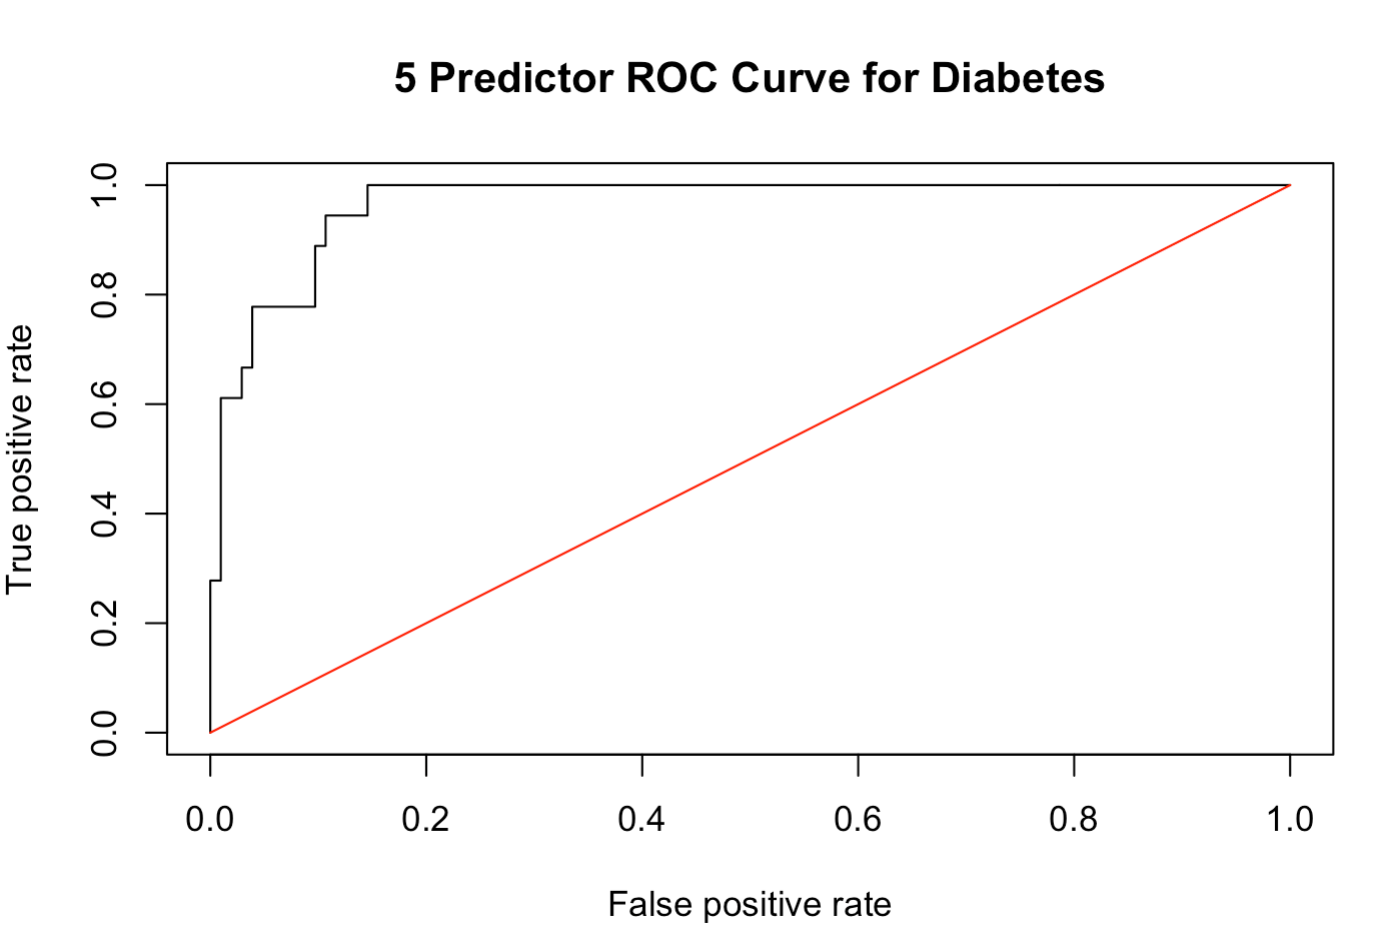 5 Predictor ROC Curve for Diabetes
True positive rate
1.0
0.8
0.6
0.4
0.2
0.0
0.0 0.2 0.4 0.6 0.8 1.0
False positive rate